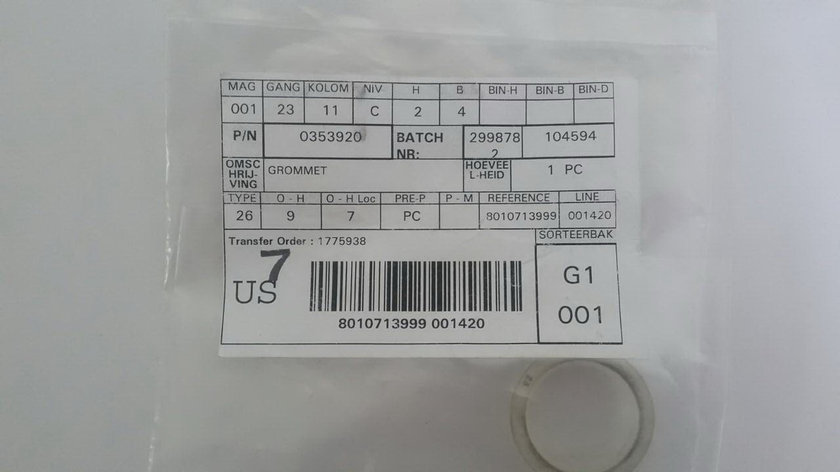 MAG GANG KOLOM NIV H B BIN-H BIN-B BIN-D
001 23 11 C 2 4
P/N 0353920 BATCH NR: 299878 2 104594
OMSC HRIJ- VING GROMMET HOEVEE L-HEID 1 PC
TYPE O - H O - H Loc PRE-P P - M REFERENCE LINE
26 9 7 PC 8010713999 001420
Transfer Order : 1775938 SORTEERBAK
7
US
G1
001
8010713999 001420